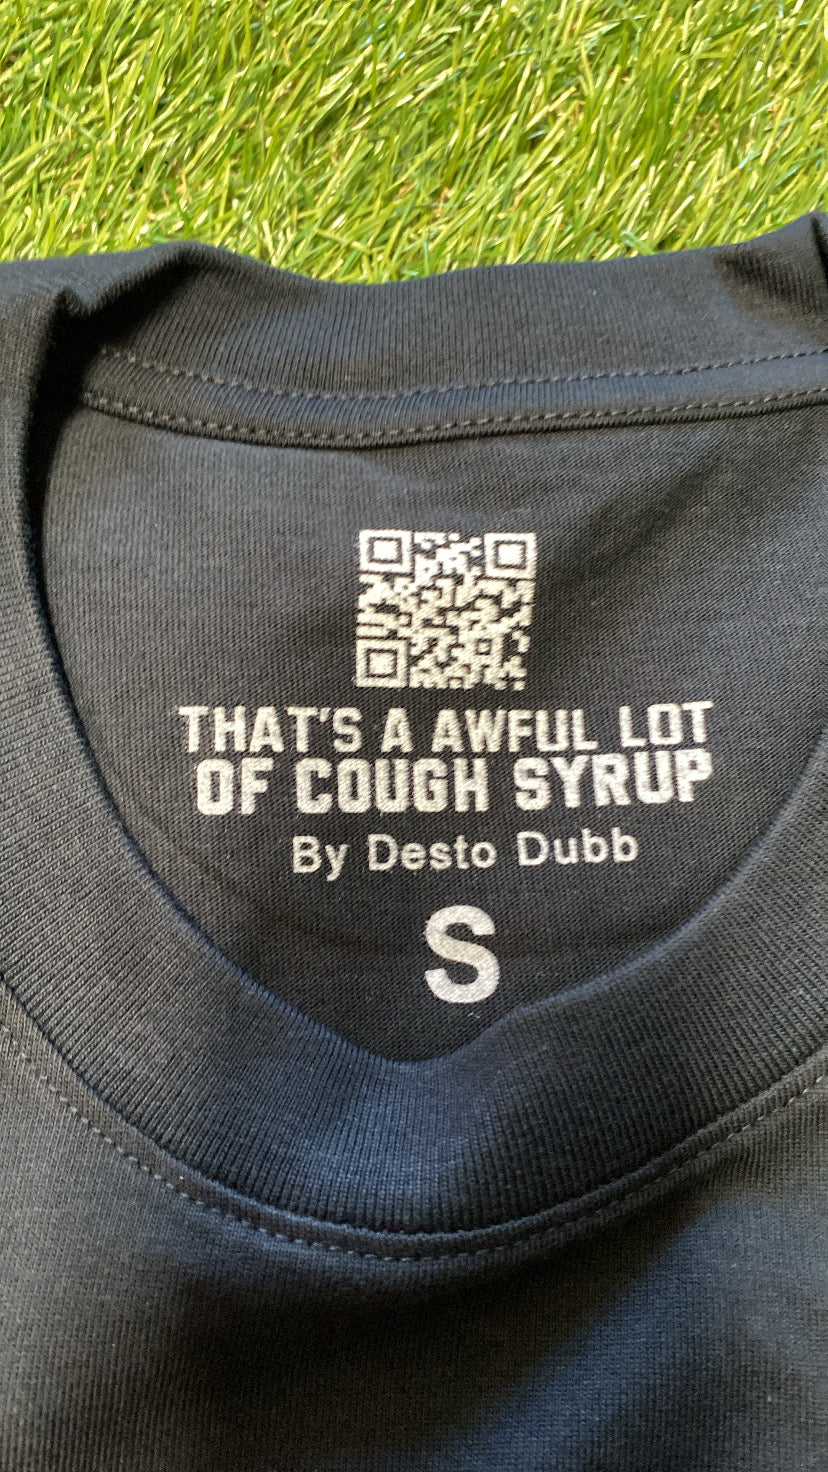 THAT'S A AWFUL LOT
OF COUGH SYRUP
By Desto Dubb
S